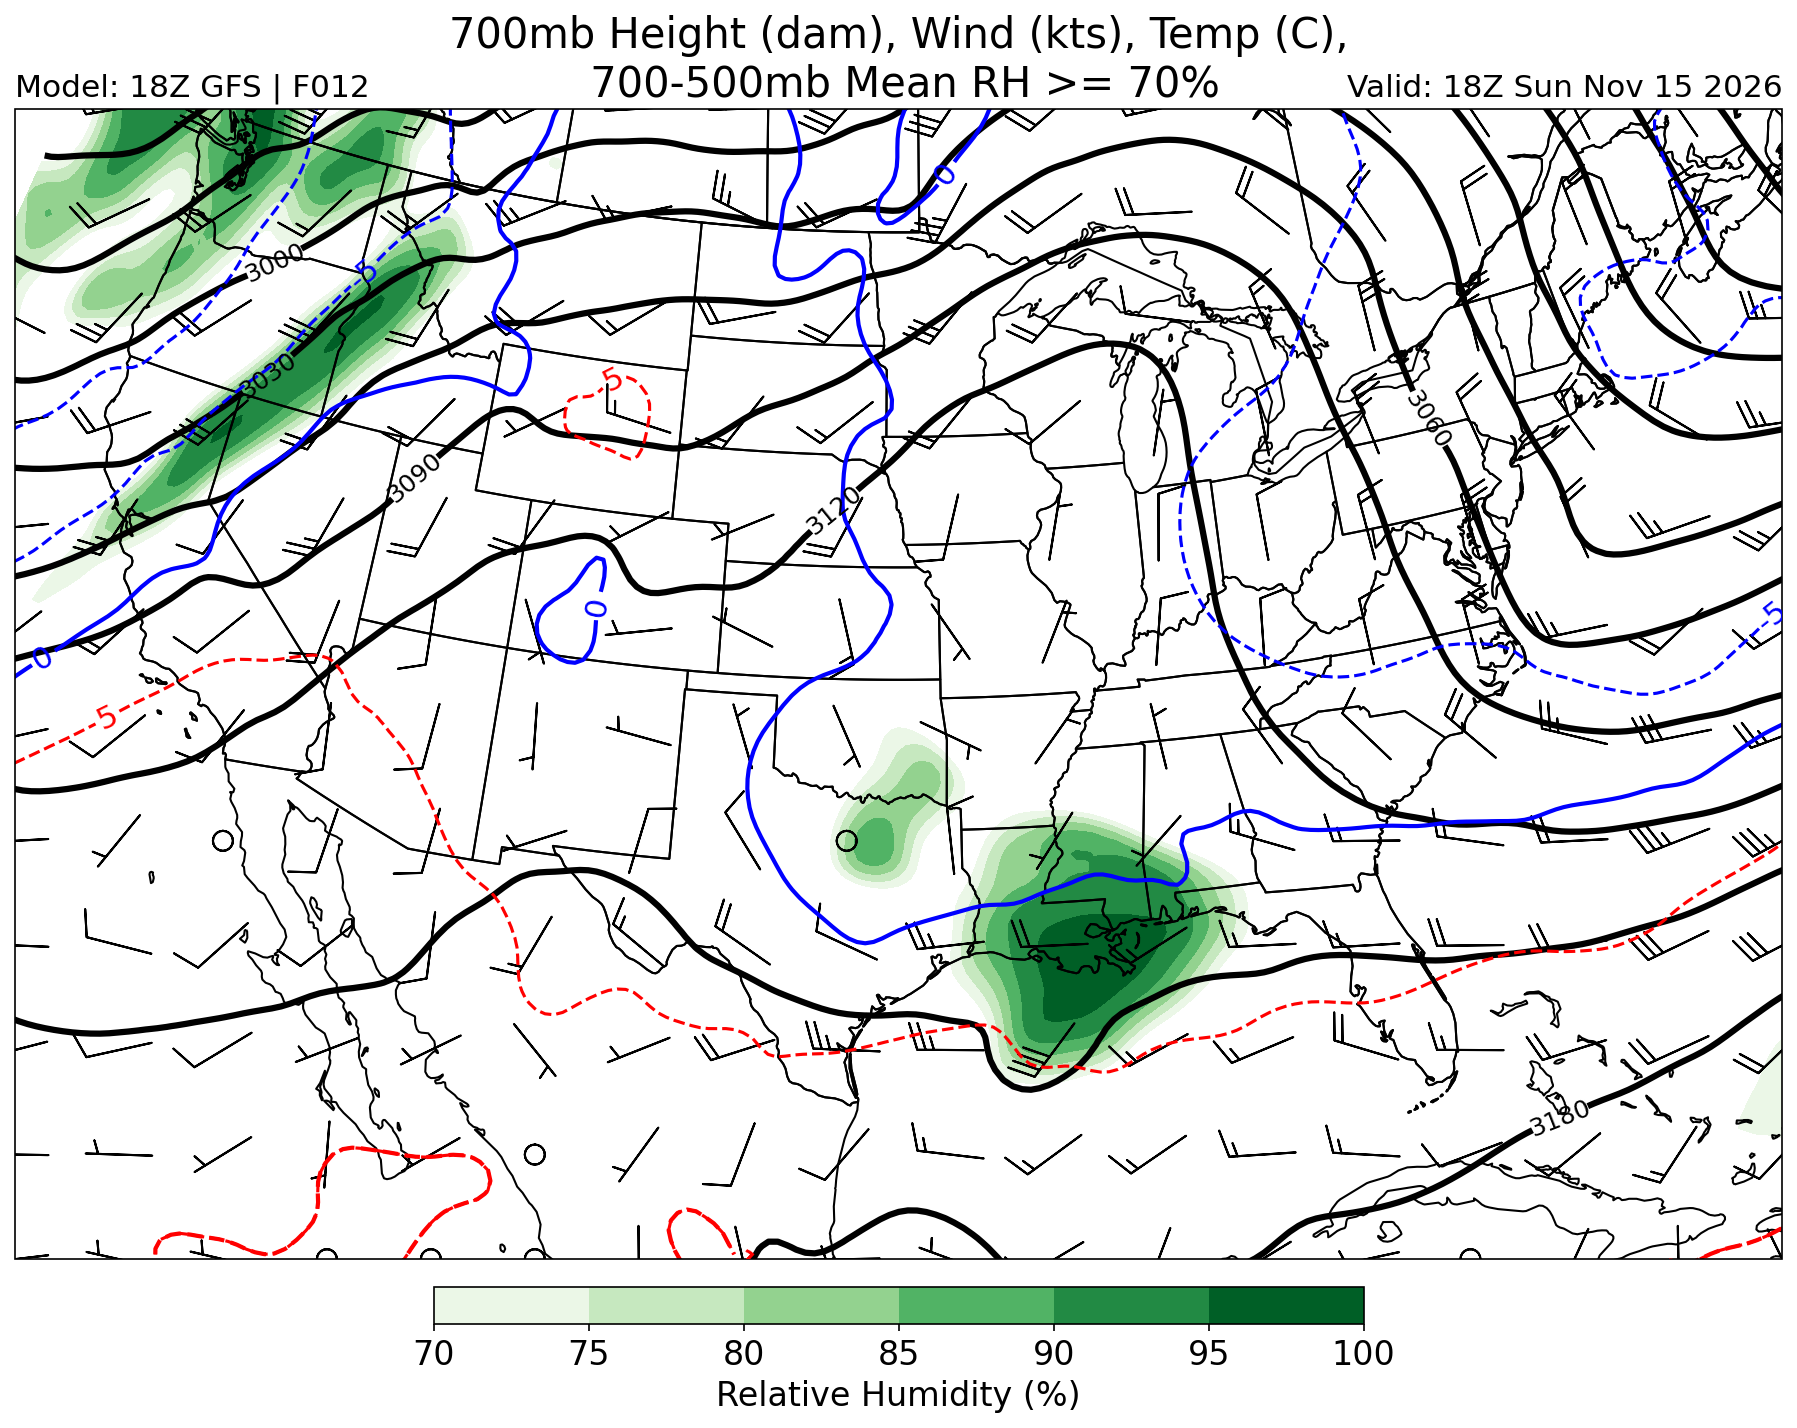 700mb Height (dam), Wind (kts), Temp (C),
700-500mb Mean RH >= 70%
Model: 18Z GFS | F012
Valid: 18Z Sun Nov 15 2026
0
3000
5
3030
5
3060
3090
3120
0
5
0
5
3180
70 75 80 85 90 95 100
Relative Humidity (%)